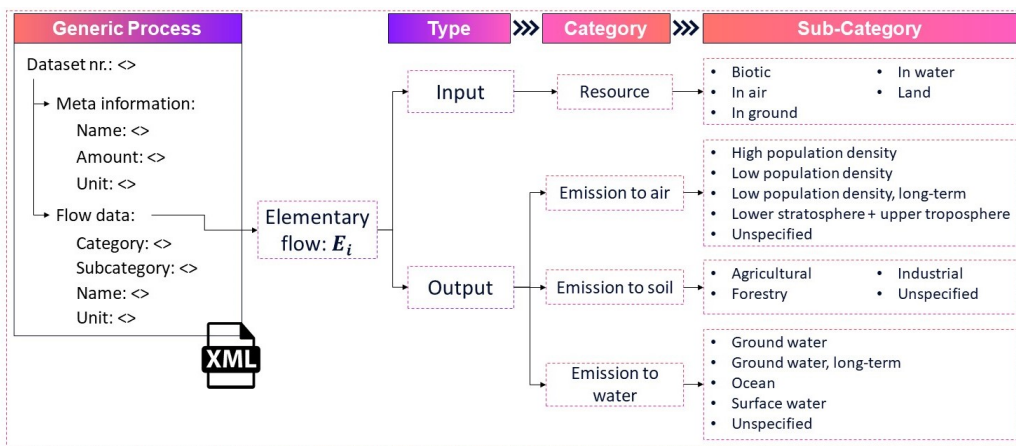 Generic Process
Type
Category
Sub-Category
Dataset nr.: <>
Meta information:
Name: <>
Amount: <>
Unit: <>
Flow data:
Category: <>
Subcategory: <>
Name: <>
Unit: <>
XML
Elementary
flow: E_i
Input
Resource
• Biotic
• In air
• In ground
• In water
• Land
Output
Emission to air
• High population density
• Low population density
• Low population density, long-term
• Lower stratosphere + upper troposphere
• Unspecified
Emission to soil
• Agricultural
• Forestry
• Industrial
• Unspecified
Emission to
water
• Ground water
• Ground water, long-term
• Ocean
• Surface water
• Unspecified